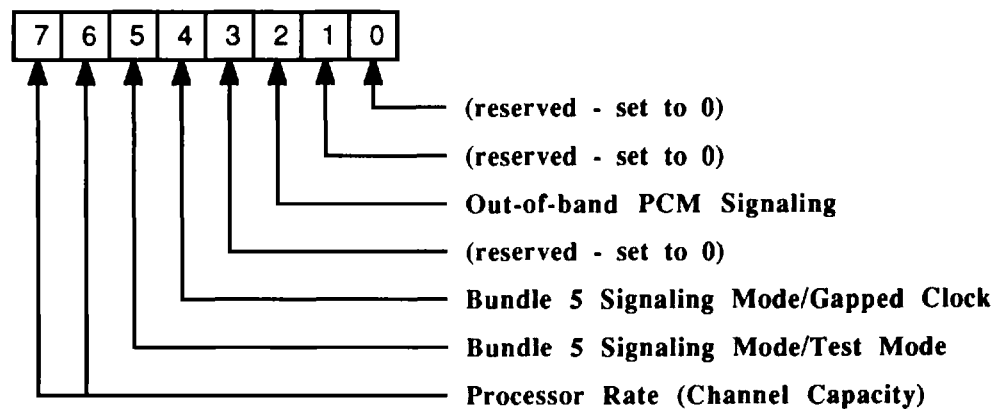 7 6 5 4 3 2 1 0
(reserved - set to 0)
(reserved - set to 0)
Out-of-band PCM Signaling
(reserved - set to 0)
Bundle 5 Signaling Mode/Gapped Clock
Bundle 5 Signaling Mode/Test Mode
Processor Rate (Channel Capacity)